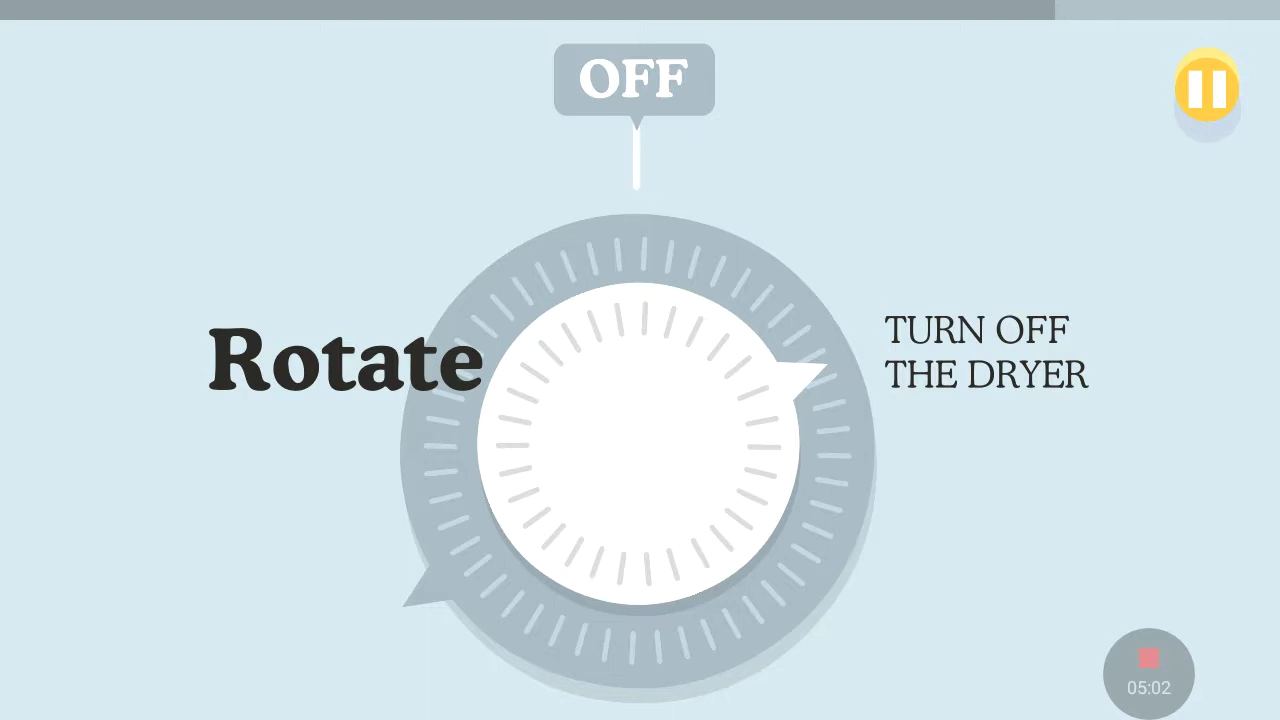 OFF
Rotate
TURN OFF
THE DRYER
05:02